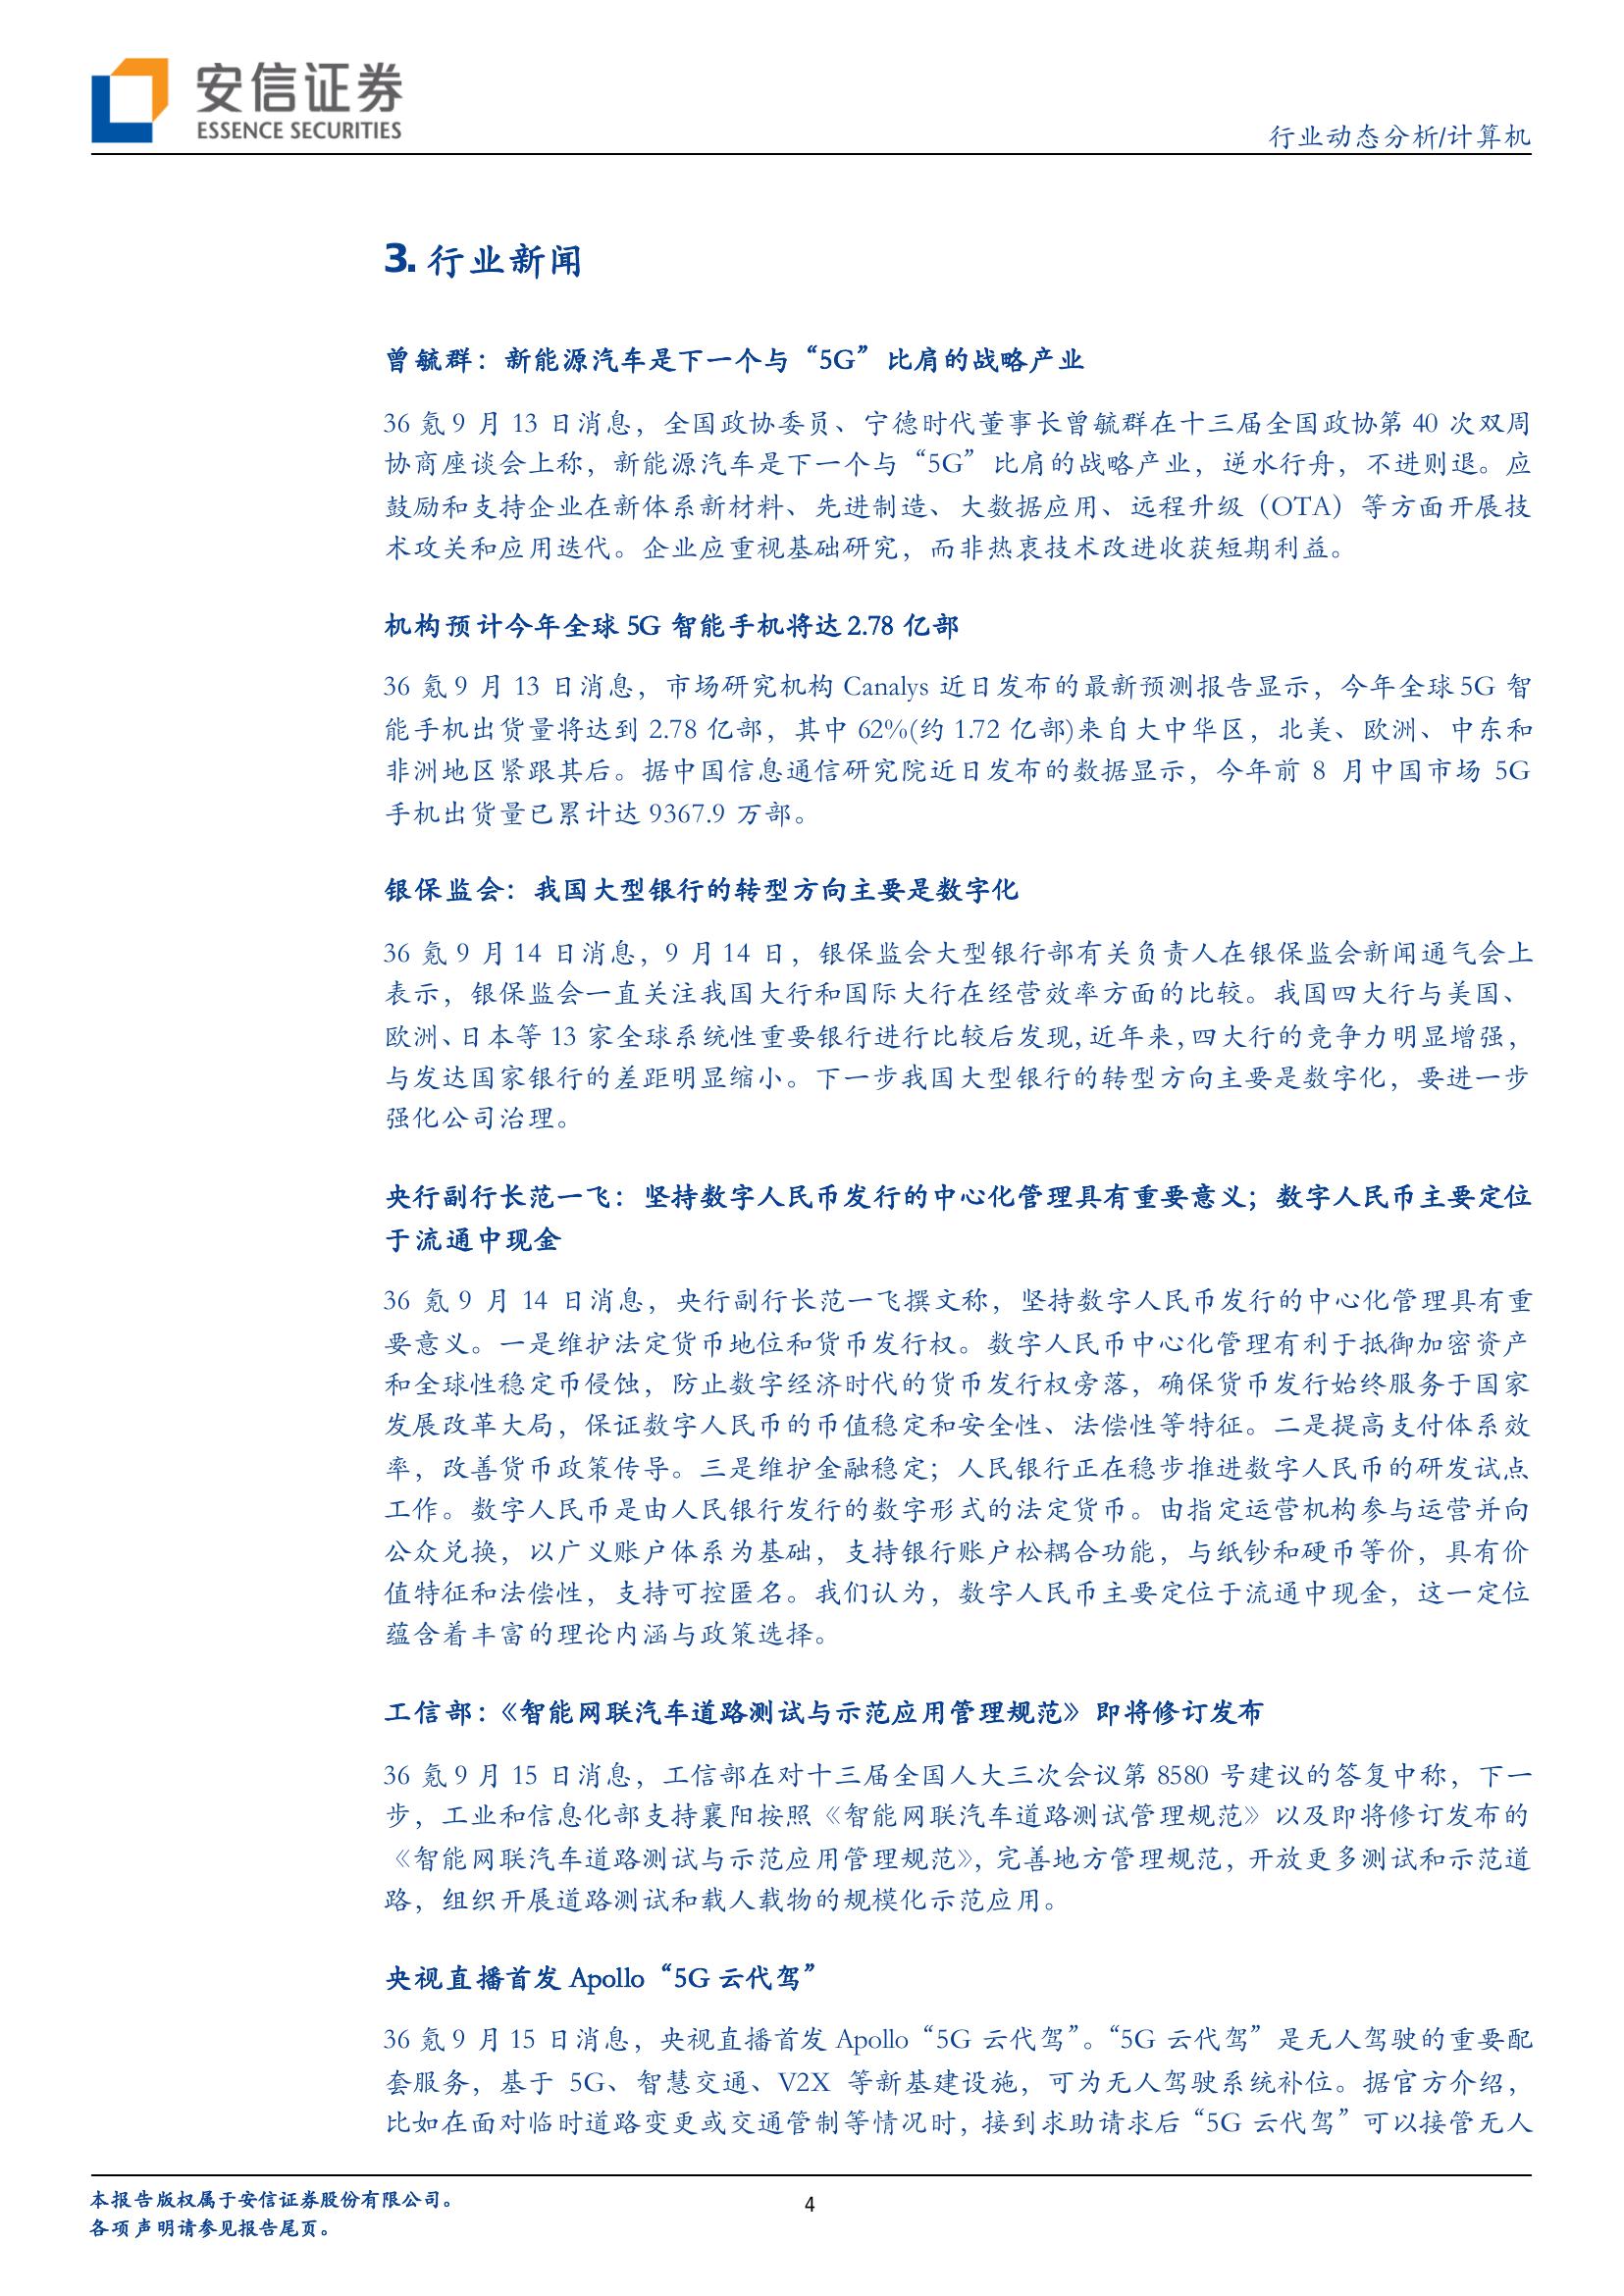 安信证券
ESSENCE SECURITIES
行业动态分析/计算机
3. 行业新闻
曾毓群：新能源汽车是下一个与“5G”比肩的战略产业
36 氪 9 月 13 日消息，全国政协委员、宁德时代董事长曾毓群在十三届全国政协第 40 次双周
协商座谈会上称，新能源汽车是下一个与“5G”比肩的战略产业，逆水行舟，不进则退。应
鼓励和支持企业在新体系新材料、先进制造、大数据应用、远程升级（OTA）等方面开展技
术攻关和应用迭代。企业应重视基础研究，而非热衷技术改进收获短期利益。
机构预计今年全球 5G 智能手机将达 2.78 亿部
36 氪 9 月 13 日消息，市场研究机构 Canalys 近日发布的最新预测报告显示，今年全球 5G 智
能手机出货量将达到 2.78 亿部，其中 62%(约 1.72 亿部)来自大中华区，北美、欧洲、中东和
非洲地区紧跟其后。据中国信息通信研究院近日发布的数据显示，今年前 8 月中国市场 5G
手机出货量已累计达 9367.9 万部。
银保监会：我国大型银行的转型方向主要是数字化
36 氪 9 月 14 日消息，9 月 14 日，银保监会大型银行部有关负责人在银保监会新闻通气会上
表示，银保监会一直关注我国大行和国际大行在经营效率方面的比较。我国四大行与美国、
欧洲、日本等 13 家全球系统性重要银行进行比较后发现，近年来，四大行的竞争力明显增强，
与发达国家银行的差距明显缩小。下一步我国大型银行的转型方向主要是数字化，要进一步
强化公司治理。
央行副行长范一飞：坚持数字人民币发行的中心化管理具有重要意义；数字人民币主要定位
于流通中现金
36 氪 9 月 14 日消息，央行副行长范一飞撰文称，坚持数字人民币发行的中心化管理具有重
要意义。一是维护法定货币地位和货币发行权。数字人民币中心化管理有利于抵御加密资产
和全球性稳定币侵蚀，防止数字经济时代的货币发行权旁落，确保货币发行始终服务于国家
发展改革大局，保证数字人民币的币值稳定和安全性、法偿性等特征。二是提高支付体系效
率，改善货币政策传导。三是维护金融稳定；人民银行正在稳步推进数字人民币的研发试点
工作。数字人民币是由人民银行发行的数字形式的法定货币。由指定运营机构参与运营并向
公众兑换，以广义账户体系为基础，支持银行账户松耦合功能，与纸钞和硬币等价，具有价
值特征和法偿性，支持可控匿名。我们认为，数字人民币主要定位于流通中现金，这一定位
蕴含着丰富的理论内涵与政策选择。
工信部：《智能网联汽车道路测试与示范应用管理规范》即将修订发布
36 氪 9 月 15 日消息，工信部在对十三届全国人大三次会议第 8580 号建议的答复中称，下一
步，工业和信息化部支持襄阳按照《智能网联汽车道路测试管理规范》以及即将修订发布的
《智能网联汽车道路测试与示范应用管理规范》，完善地方管理规范，开放更多测试和示范道
路，组织开展道路测试和载人载物的规模化示范应用。
央视直播首发 Apollo“5G 云代驾”
36 氪 9 月 15 日消息，央视直播首发 Apollo“5G 云代驾”。“5G 云代驾”是无人驾驶的重要配
套服务，基于 5G、智慧交通、V2X 等新基建设施，可为无人驾驶系统补位。据官方介绍，
比如在面对临时道路变更或交通管制等情况时，接到求助请求后“5G 云代驾”可以接管无人
本报告版权属于安信证券股份有限公司。
各项声明请参见报告尾页。
4